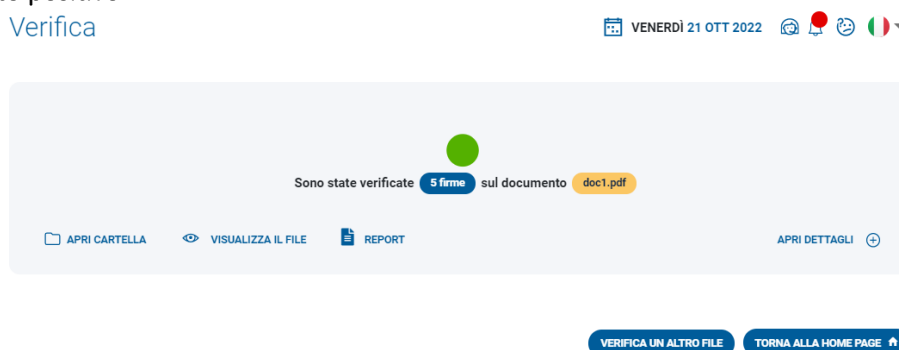 Verifica
VENERDÌ 21 OTT 2022
Sono state verificate 5 firme sul documento doc1.pdf
APRI CARTELLA VISUALIZZA IL FILE REPORT APRI DETTAGLI
VERIFICA UN ALTRO FILE TORNA ALLA HOME PAGE